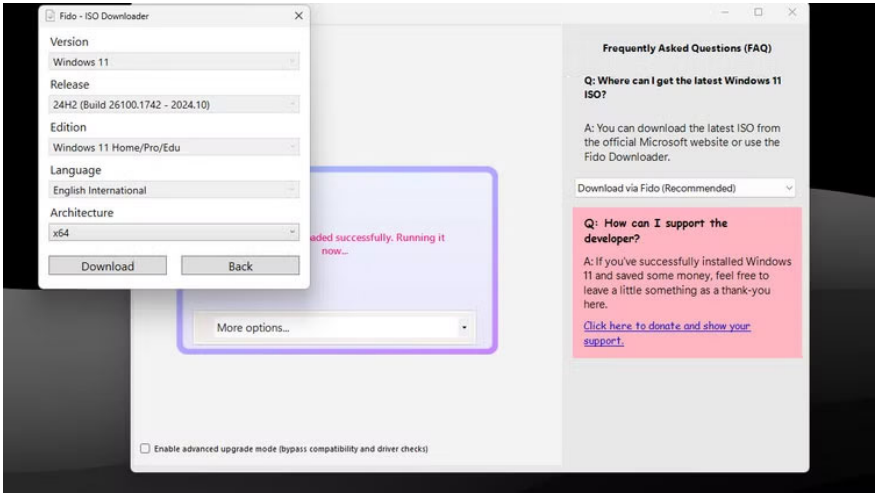 Fido - ISO Downloader
Version
Windows 11
Release
24H2 (Build 26100.1742 - 2024.10)
Edition
Windows 11 Home/Pro/Edu
Language
English International
Architecture
x64
Download
Back
successfully. Running it
now...
More options...
Enable advanced upgrade mode (bypass compatibility and driver checks)
Frequently Asked Questions (FAQ)
Q: Where can I get the latest Windows 11
ISO?
A: You can download the latest ISO from
the official Microsoft website or use the
Fido Downloader.
Download via Fido (Recommended)
Q: How can I support the
developer?
A: If you've successfully installed Windows
11 and saved some money, feel free to
leave a little something as a thank-you
here.
Click here to donate and show your
support.